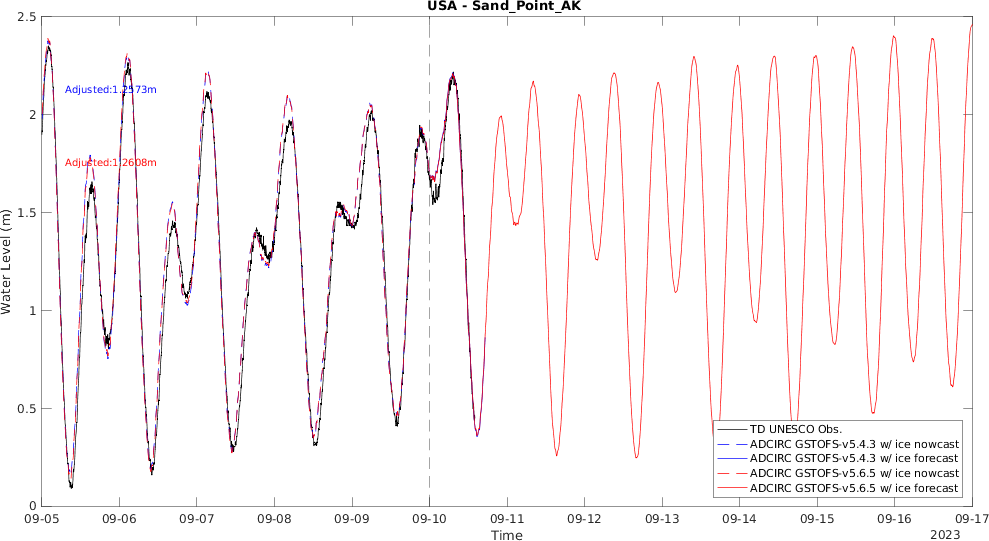 USA - Sand_Point_AK
2.5
2
1.5
1
0.5
0
Water Level (m)
Adjusted:1.2573m
Adjusted:1.2608m
TD UNESCO Obs.
ADCIRC GSTOFS-v5.4.3 w/ ice nowcast
ADCIRC GSTOFS-v5.4.3 w/ ice forecast
ADCIRC GSTOFS-v5.6.5 w/ ice nowcast
ADCIRC GSTOFS-v5.6.5 w/ ice forecast
09-05 09-06 09-07 09-08 09-09 09-10 09-11 09-12 09-13 09-14 09-15 09-16 09-17
Time
2023